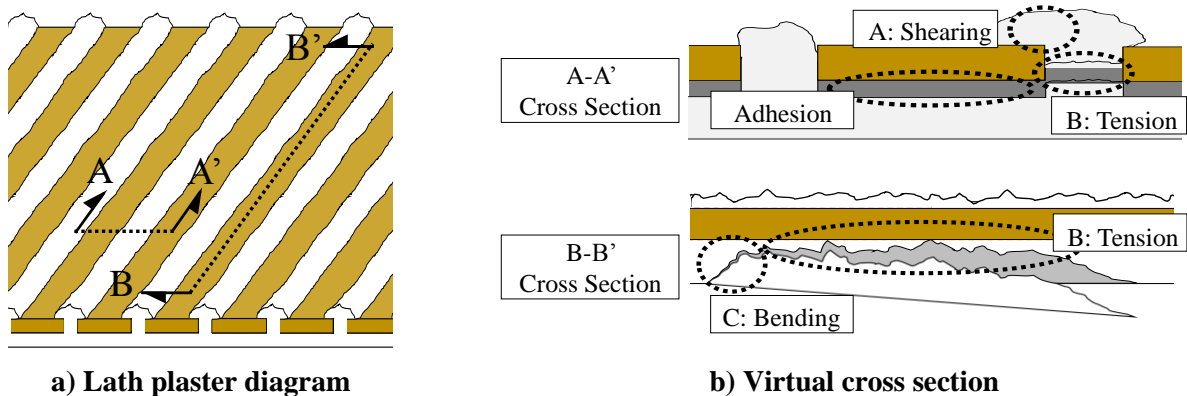 B’
A
A’
B
a) Lath plaster diagram
A-A’
Cross Section
A: Shearing
Adhesion
B: Tension
B-B’
Cross Section
B: Tension
C: Bending
b) Virtual cross section